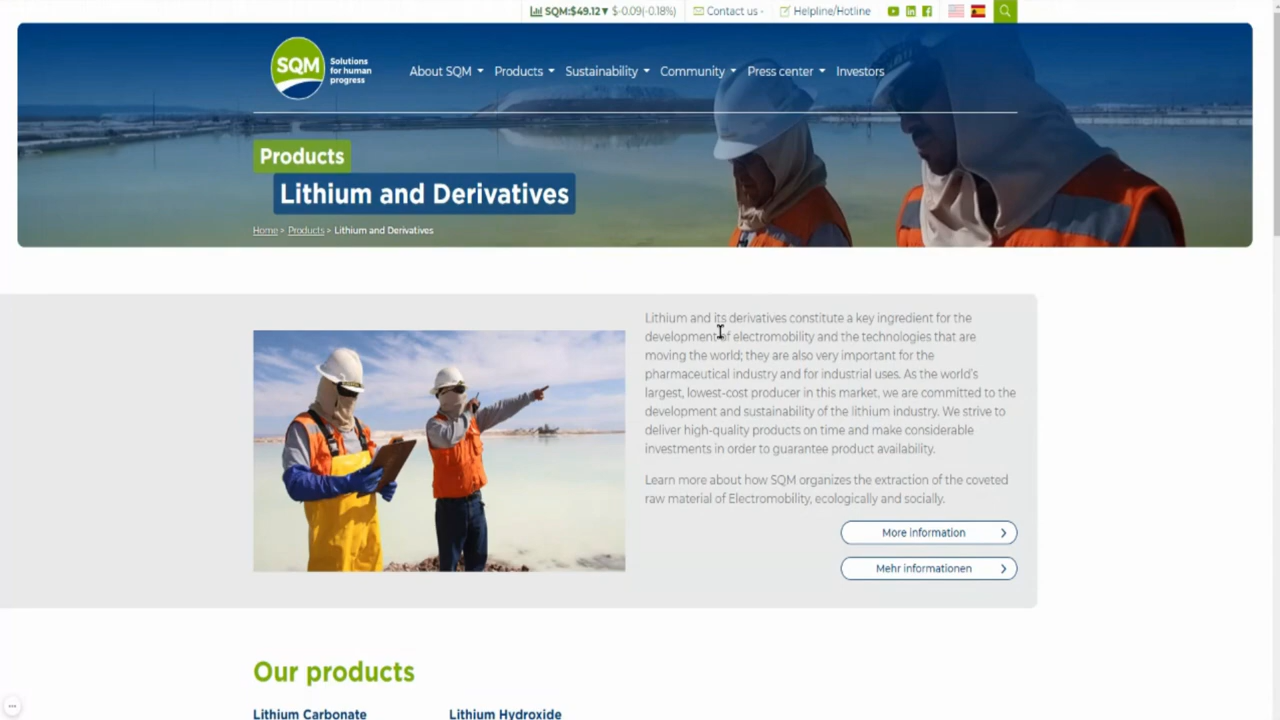 SQM:$49.12▼ $-0.09(-0.18%)
Contact us -
Helpline/Hotline
SQM
Solutions
for human
progress
About SQM
Products
Sustainability
Community
Press center
Investors
Products
Lithium and Derivatives
Home > Products > Lithium and Derivatives
Lithium and its derivatives constitute a key ingredient for the
development of electromobility and the technologies that are
moving the world; they are also very important for the
pharmaceutical industry and for industrial uses. As the world's
largest, lowest-cost producer in this market, we are committed to the
development and sustainability of the lithium industry. We strive to
deliver high-quality products on time and make considerable
investments in order to guarantee product availability.
Learn more about how SQM organizes the extraction of the coveted
raw material of Electromobility, ecologically and socially.
More information
Mehr informationen
Our products
Lithium Carbonate
Lithium Hydroxide